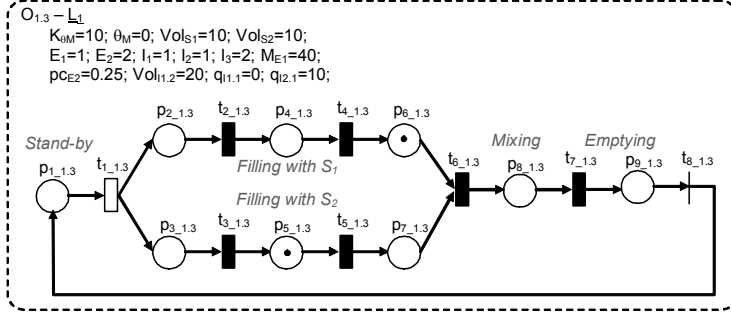 O1.3 – L1
KθM=10; θM=0; VolS1=10; VolS2=10;
E1=1; E2=2; I1=1; I2=1; I3=2; ME1=40;
pcE2=0.25; VolI1.2=20; qI1.1=0; qI2.1=10;
p2_1.3 t2_1.3 p4_1.3 t4_1.3 p6_1.3
Stand-by
Mixing Emptying
p1_1.3 t1_1.3
Filling with S1
t6_1.3 p8_1.3 t7_1.3 p9_1.3 t8_1.3
Filling with S2
p3_1.3 t3_1.3 p5_1.3 t5_1.3 p7_1.3